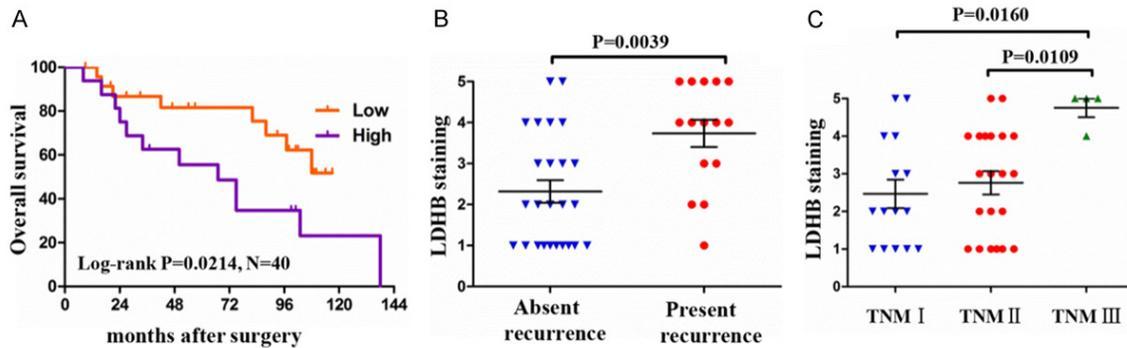 A
Overall survival
100
80
60
40
20
0
Low
High
Log-rank P=0.0214, N=40
0 24 48 72 96 120 144
months after surgery
B
P=0.0039
LDHB staining
5
4
3
2
1
0
Absent recurrence
Present recurrence
C
P=0.0160
P=0.0109
LDHB staining
5
4
3
2
1
0
TNM Ⅰ TNM Ⅱ TNM Ⅲ